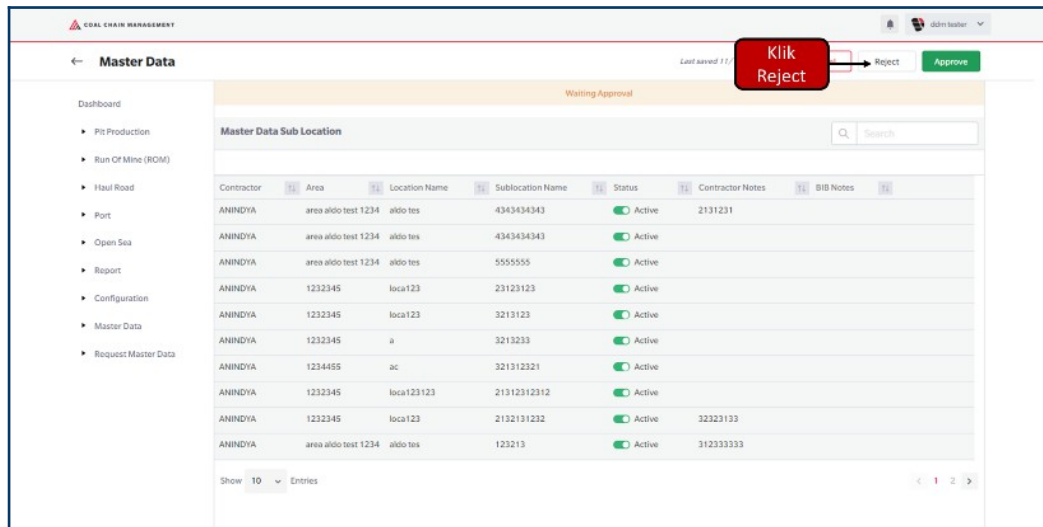 COAL CHAIN MANAGEMENT
ddm tester
Master Data
Last saved 11/
Klik
Reject
Reject
Approve
Waiting Approval
Dashboard
Pit Production
Run Of Mine (ROM)
Haul Road
Port
Open Sea
Report
Configuration
Master Data
Request Master Data
Master Data Sub Location
Search
Contractor Area Location Name Sublocation Name Status Contractor Notes BIB Notes
ANINDYA area aldo test 1234 aldo tes 4343434343 Active 2131231
ANINDYA area aldo test 1234 aldo tes 4343434343 Active
ANINDYA area aldo test 1234 aldo tes 5555555 Active
ANINDYA 1232345 loca123 23123123 Active
ANINDYA 1232345 loca123 3213123 Active
ANINDYA 1232345 a 3213233 Active
ANINDYA 1234455 ac 321312321 Active
ANINDYA 1232345 loca123123 21312312312 Active
ANINDYA 1232345 loca123 2132131232 Active 32323133
ANINDYA area aldo test 1234 aldo tes 123213 Active 312333333
Show 10 Entries
1 2